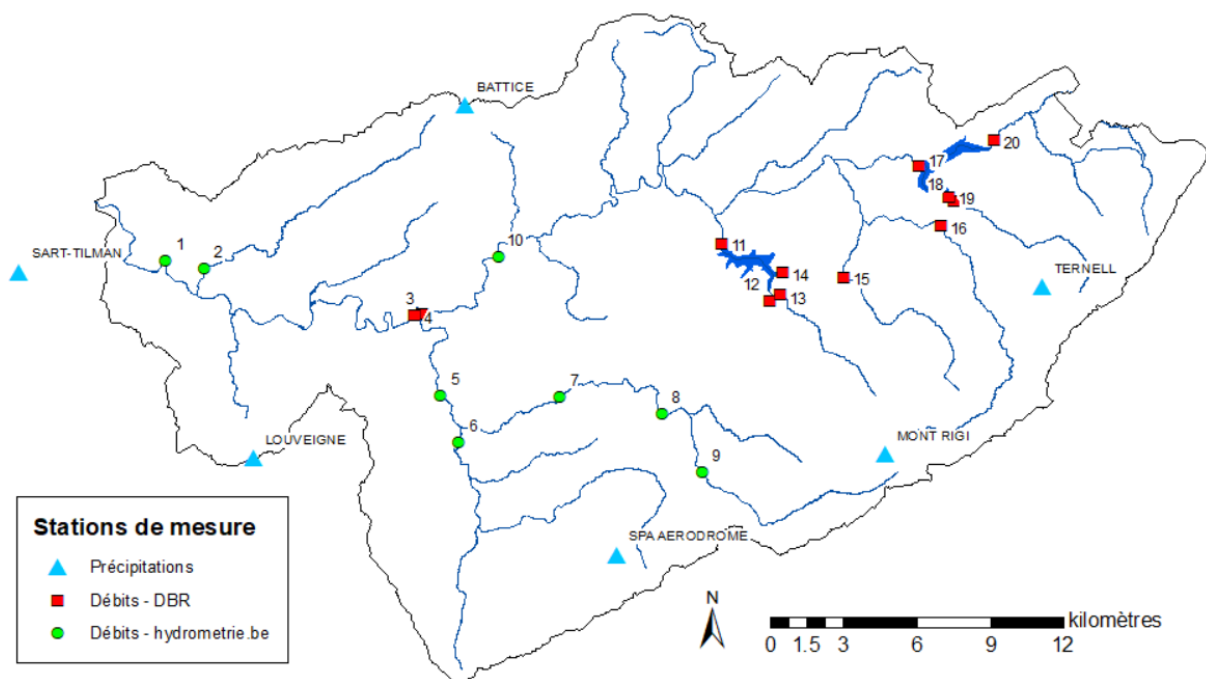 BATTICE
20
17
18
19
16
1
2
10
SART-TILMAN
11
14
15
TERNELL
12
13
3
4
5
7
8
6
LOUVEIGNE
MONT RIGI
9
Stations de mesure
Précipitations
Débits - DBR
Débits - hydrometrie.be
SPA AERODROME
N
kilomètres
0 1.5 3 6 9 12